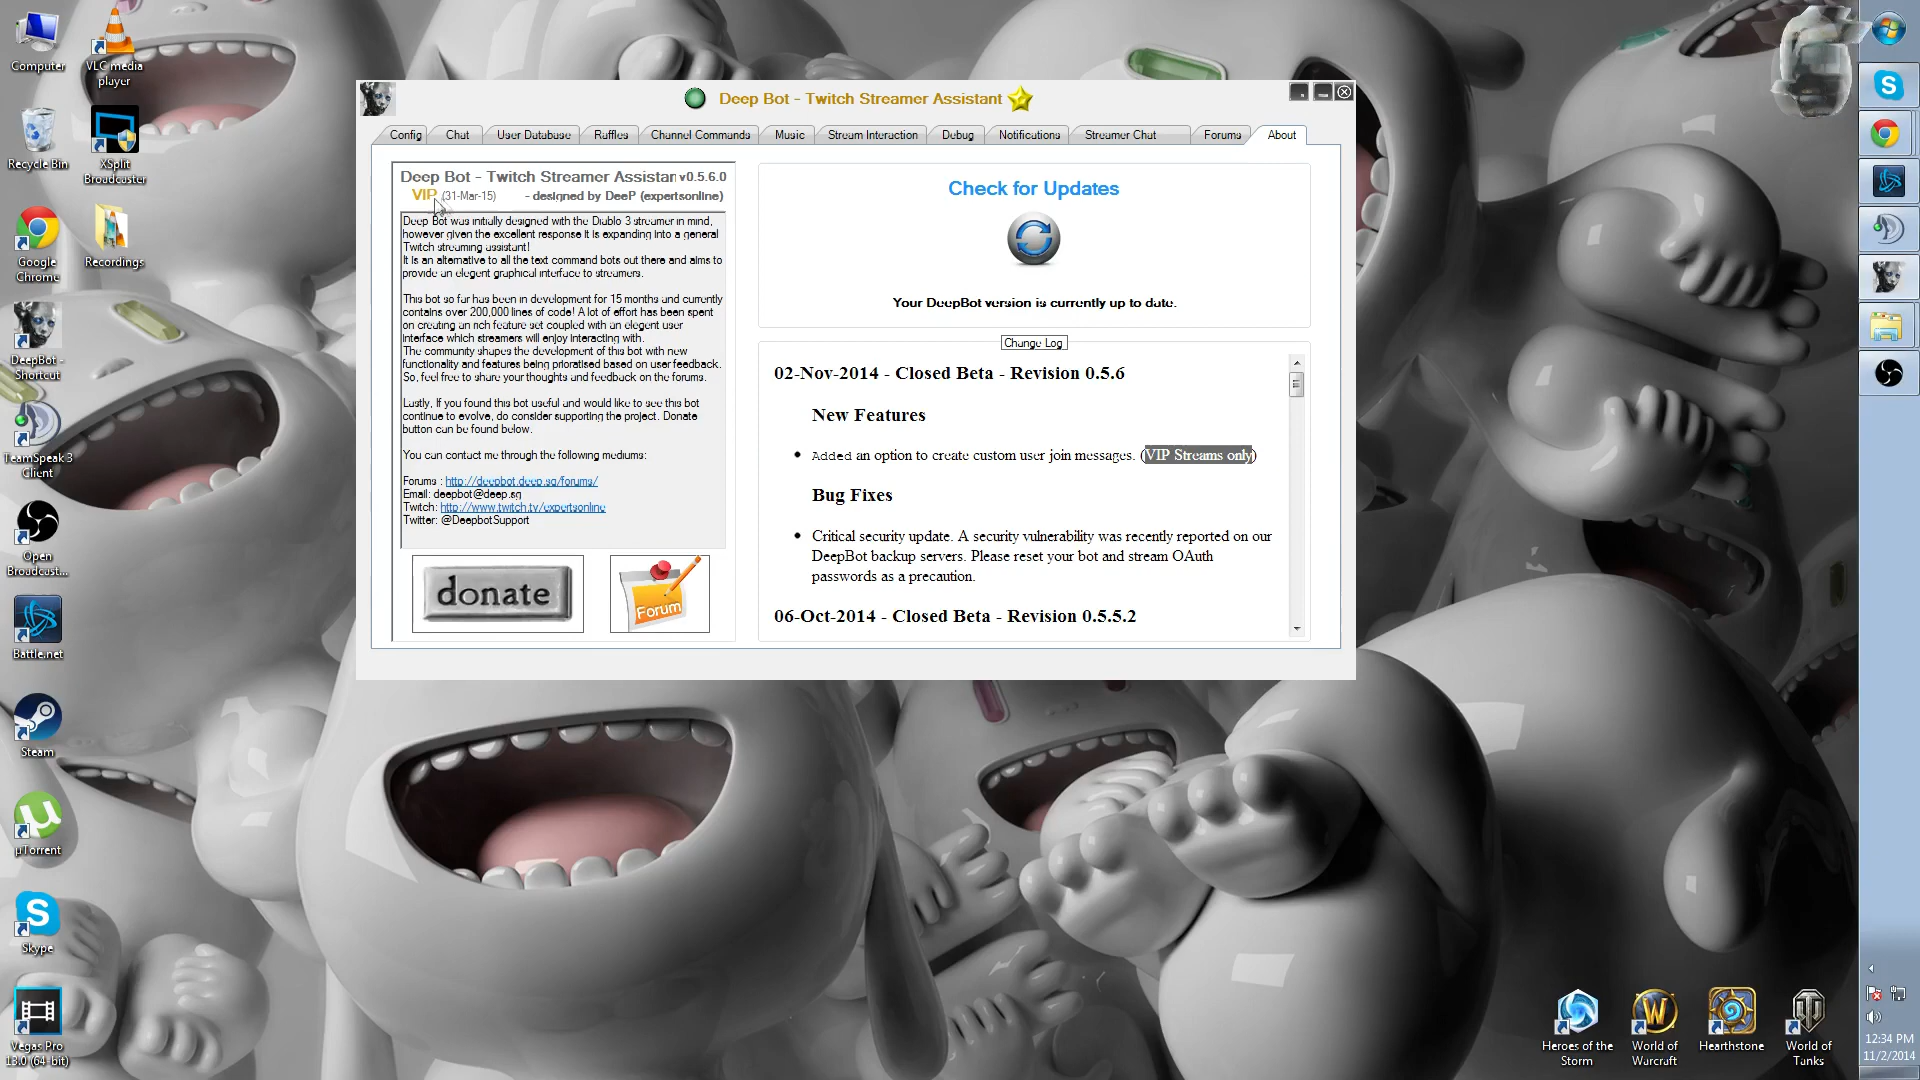 Computer
VLC media
player
Recycle Bin
XSplit
Broadcaster
Google
Chrome
Recordings
DeepBot -
Shortcut
TeamSpeak 3
Client
Open
Broadcast...
Battle.net
Steam
µTorrent
Skype
Vegas Pro
13.0 (64-bit)
Deep Bot - Twitch Streamer Assistant
Config
Chat
User Database
Raffles
Channel Commands
Music
Stream Interaction
Debug
Notifications
Streamer Chat
Forums
About
Deep Bot - Twitch Streamer Assistan v0.5.6.0
VIP (31-Mar-15) - designed by DeeP (expertsonline)
Deep Bot was initially designed with the Diablo 3 streamer in mind,
however given the excellent response it is expanding into a general
Twitch streaming assistant!
It is an alternative to all the text command bots out there and aims to
provide an elegent graphical interface to streamers.
This bot so far has been in development for 15 months and currently
contains over 200,000 lines of code! A lot of effort has been spent
on creating an rich feature set coupled with an elegent user
interface which streamers will enjoy interacting with.
The community shapes the development of this bot with new
functionality and features being prioratised based on user feedback.
So, feel free to share your thoughts and feedback on the forums.
Lastly, If you found this bot useful and would like to see this bot
continue to evolve, do consider supporting the project. Donate
button can be found below.
You can contact me through the following mediums:
Forums : http://deepbot.deep.sg/forums/
Email: deepbot@deep.sg
Twitch: http://www.twitch.tv/expertsonline
Twitter: @DeepbotSupport
donate
Forum
Check for Updates
Your DeepBot version is currently up to date.
Change Log
02-Nov-2014 - Closed Beta - Revision 0.5.6
New Features
• Added an option to create custom user join messages. (VIP Streams only)
Bug Fixes
• Critical security update. A security vulnerability was recently reported on our
DeepBot backup servers. Please reset your bot and stream OAuth
passwords as a precaution.
06-Oct-2014 - Closed Beta - Revision 0.5.5.2
Heroes of the
Storm
World of
Warcraft
Hearthstone
World of
Tanks
12:34 PM
11/2/2014